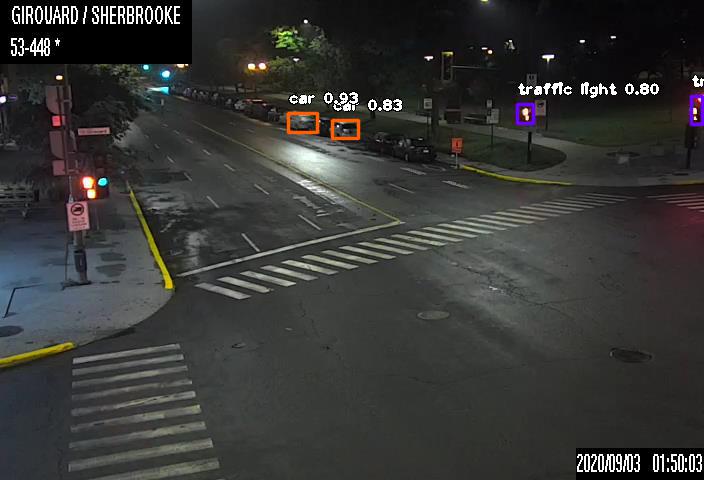 GIROUARD / SHERBROOKE
53-448 *
car 0.93
car 0.83
traffic light 0.80
tr
2020/09/03 01:50:03